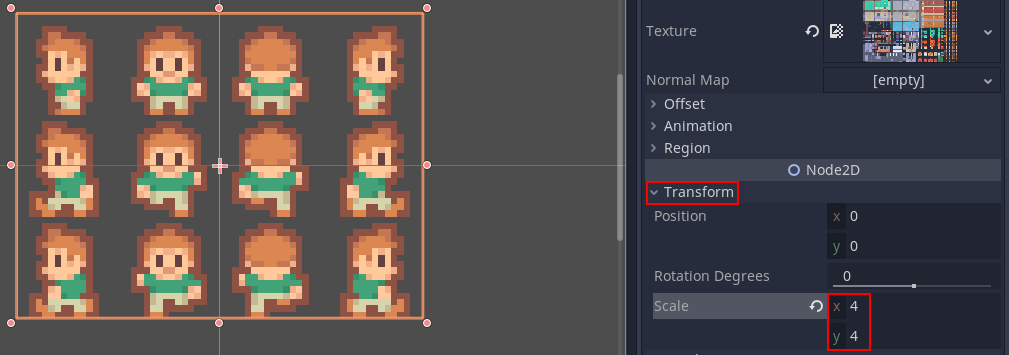 Texture
Normal Map [empty]
Offset
Animation
Region
Node2D
Transform
Position x 0
y 0
Rotation Degrees 0
Scale x 4
y 4